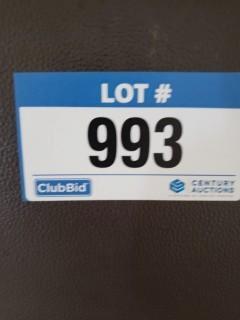 LOT #
993
ClubBid
CENTURY
AUCTIONS